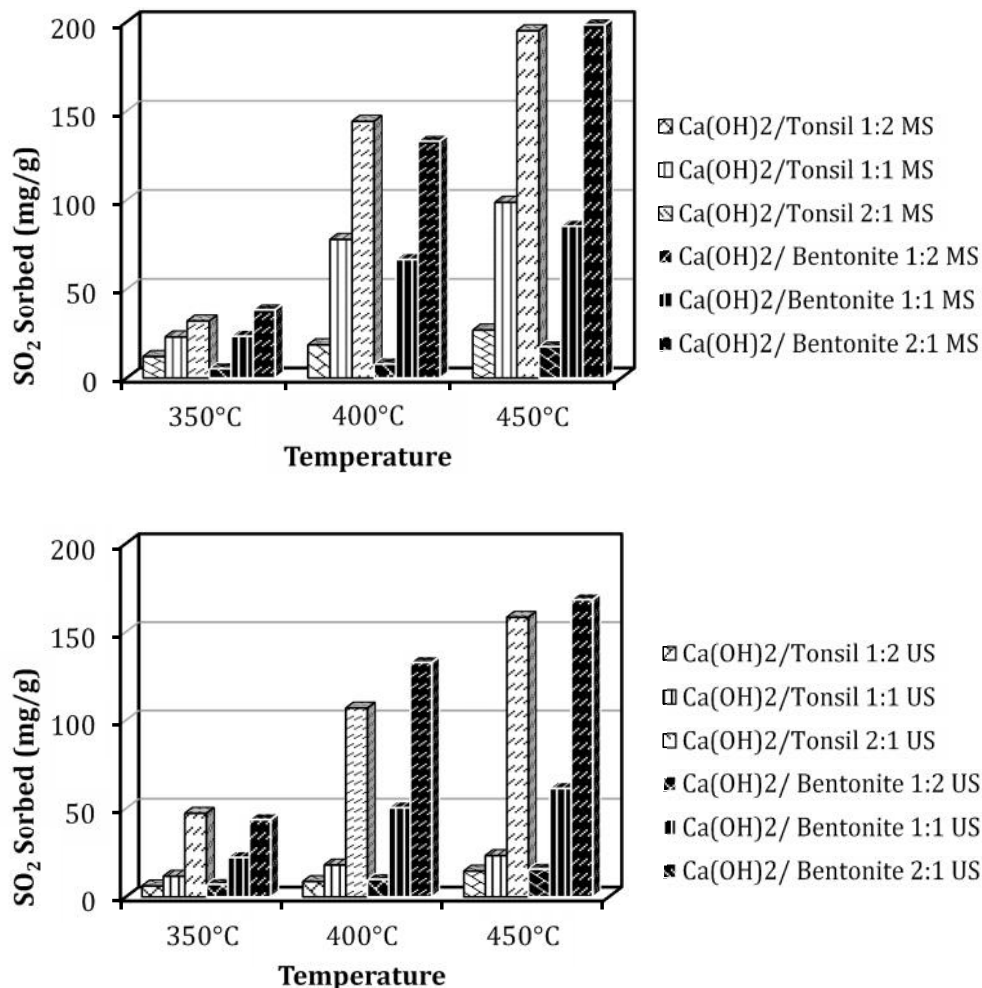 200
150
100
50
0
SO2 Sorbed (mg/g)
350°C
400°C
450°C
Temperature
Ca(OH)2/Tonsil 1:2 MS
Ca(OH)2/Tonsil 1:1 MS
Ca(OH)2/Tonsil 2:1 MS
Ca(OH)2/ Bentonite 1:2 MS
Ca(OH)2/Bentonite 1:1 MS
Ca(OH)2/ Bentonite 2:1 MS
200
150
100
50
0
SO2 Sorbed (mg/g)
350°C
400°C
450°C
Temperature
Ca(OH)2/Tonsil 1:2 US
Ca(OH)2/Tonsil 1:1 US
Ca(OH)2/Tonsil 2:1 US
Ca(OH)2/ Bentonite 1:2 US
Ca(OH)2/ Bentonite 1:1 US
Ca(OH)2/ Bentonite 2:1 US